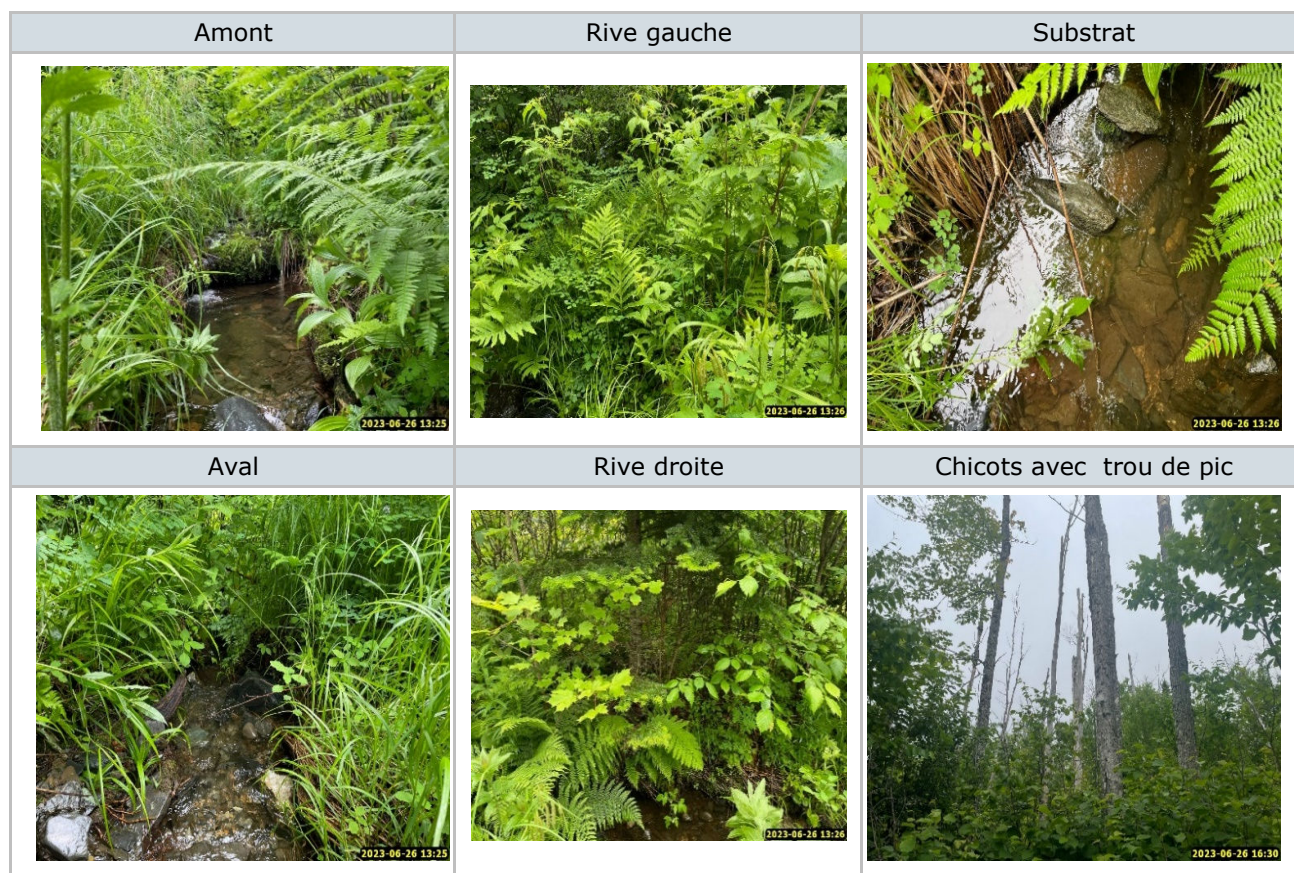 Amont
Rive gauche
Substrat
2023-06-26 13:25
2023-06-26 13:26
2023-06-26 13:26
Aval
Rive droite
Chicots avec trou de pic
2023-06-26 13:25
2023-06-26 13:26
2023-06-26 16:30